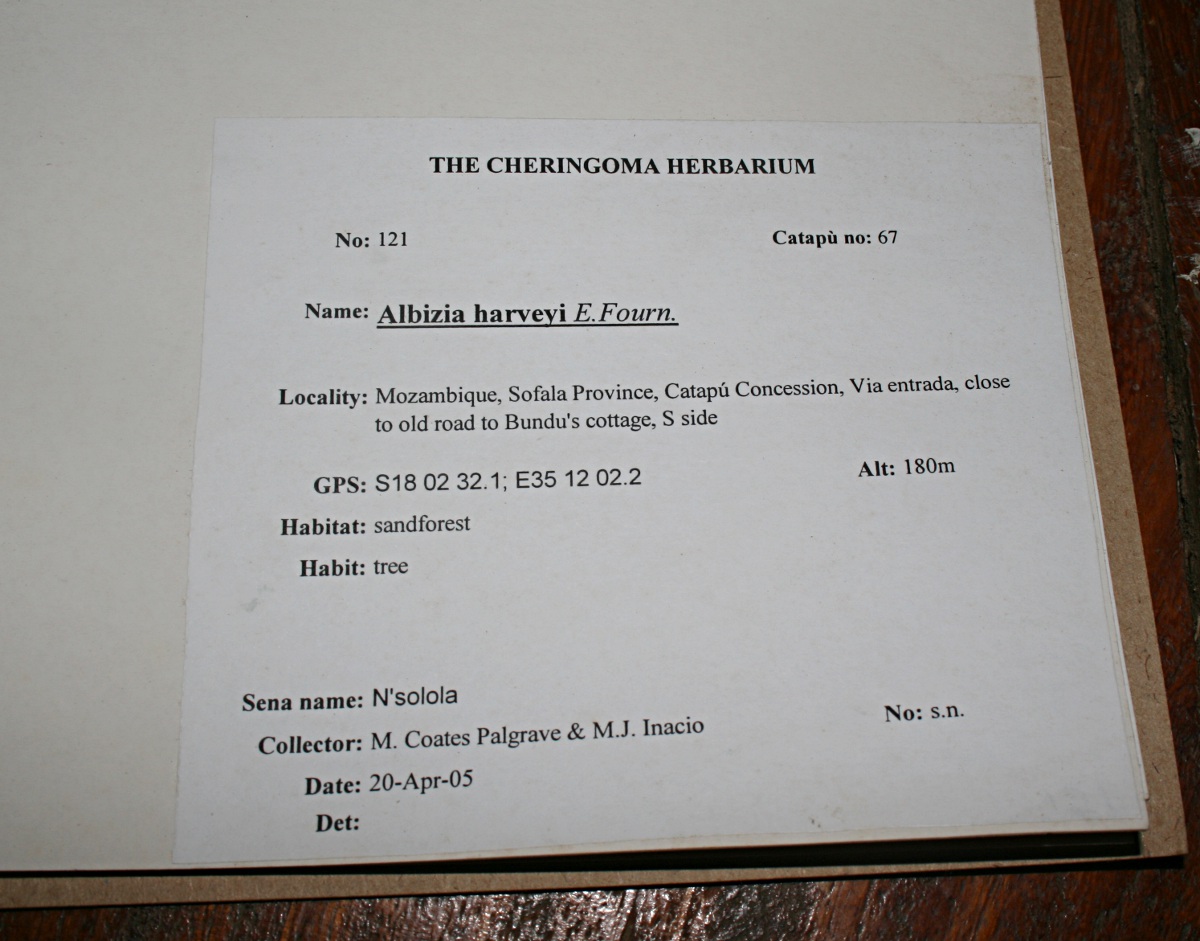 THE CHERINGOMA HERBARIUM
No: 121 Catapù no: 67
Name: Albizia harveyi E.Fourn.
Locality: Mozambique, Sofala Province, Catapú Concession, Via entrada, close
to old road to Bundu's cottage, S side
GPS: S18 02 32.1; E35 12 02.2 Alt: 180m
Habitat: sandforest
Habit: tree
Sena name: N'solola
Collector: M. Coates Palgrave & M.J. Inacio No: s.n.
Date: 20-Apr-05
Det: